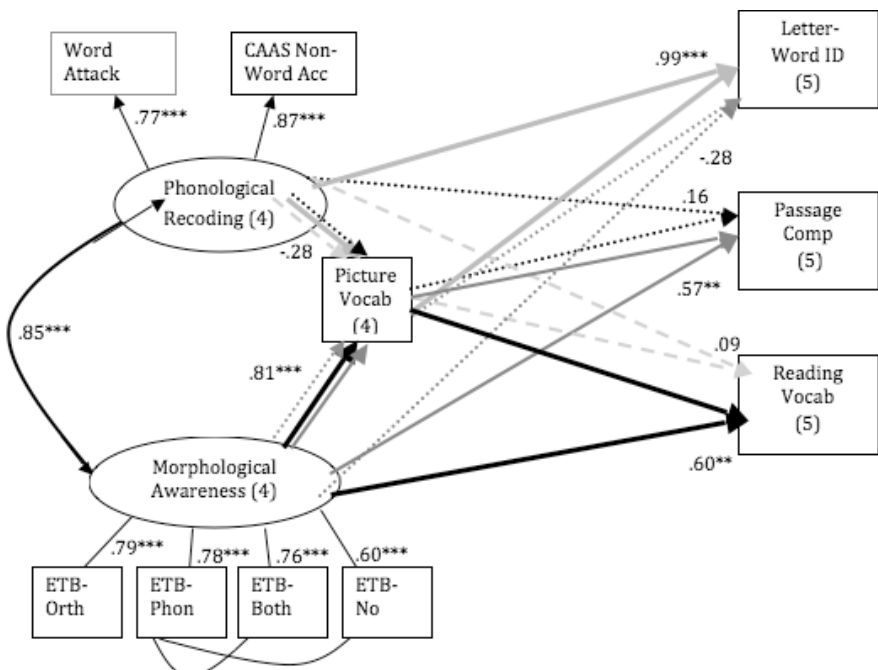 Word
Attack
CAAS Non-
Word Acc
Letter-
Word ID
(5)
.99***
.77***
.87***
-.28
Phonological
Recoding (4)
.16
Passage
Comp
(5)
-.28
Picture
Vocab
(4)
.57**
.85***
.09
.81***
Reading
Vocab
(5)
.60**
Morphological
Awareness (4)
.79***
.78***
.76***
.60***
ETB-
Orth
ETB-
Phon
ETB-
Both
ETB-
No